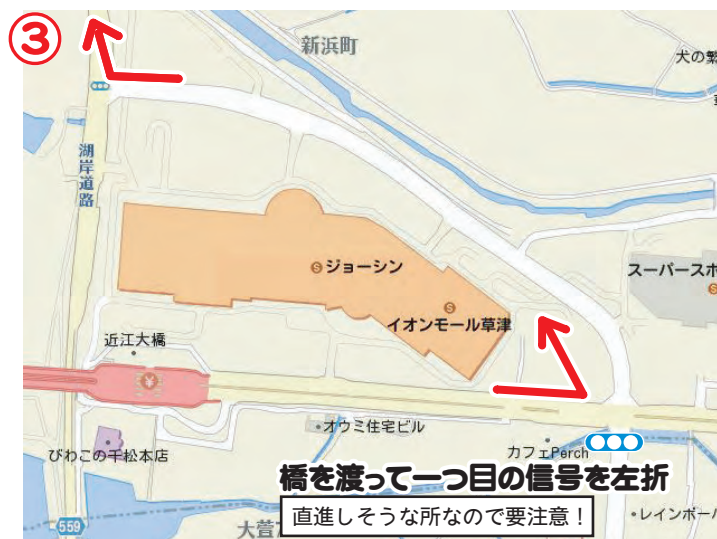 ③
新浜町
犬の繁
湖岸道路
ジョーシン
スーパースポ
イオンモール草津
近江大橋
オウミ住宅ビル
びわこの千松本店
カフェPerch
橋を渡って一つ目の信号を左折
直進しそうな所なので要注意！
レインボー
559
大萱